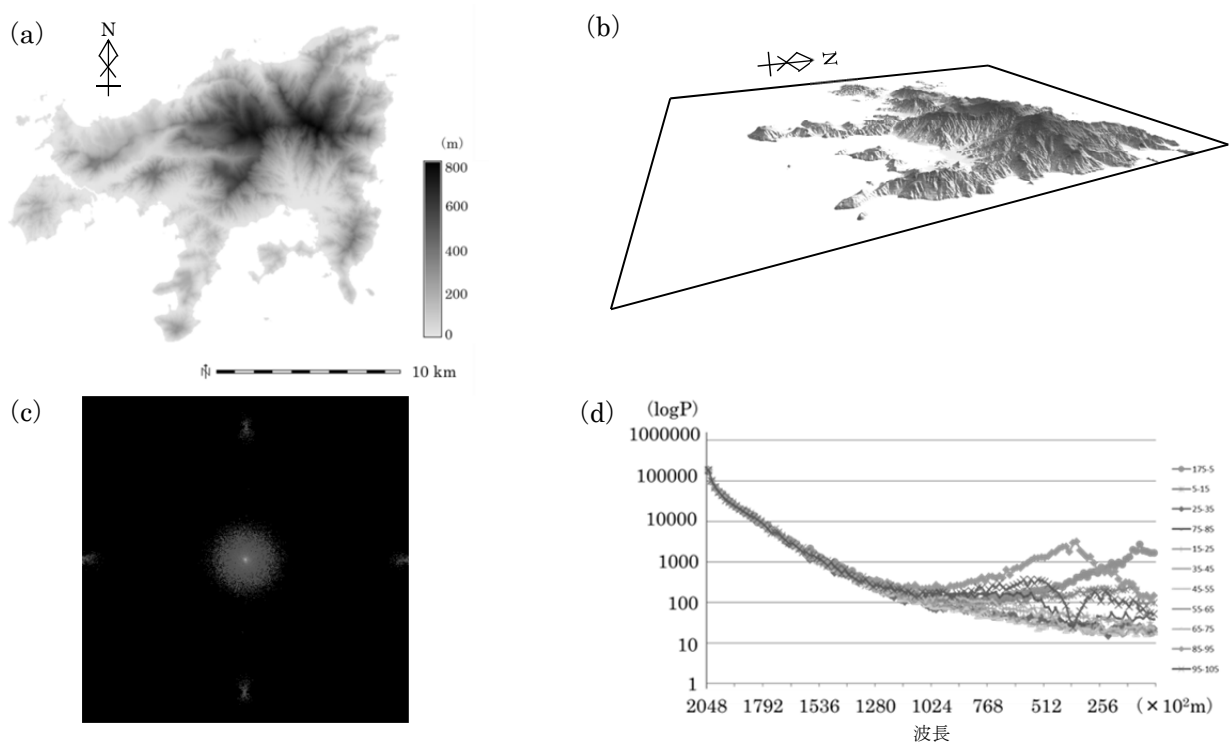 (a)
N
(m)
800
600
400
200
0
N
10 km
(b)
N
(c)
(d)
(logP)
1000000
100000
10000
1000
100
10
1
2048 1792 1536 1280 1024 768 512 256 (×10²m)
波長
175-5
5-15
25-35
75-85
15-25
35-45
45-55
55-65
65-75
85-95
95-105